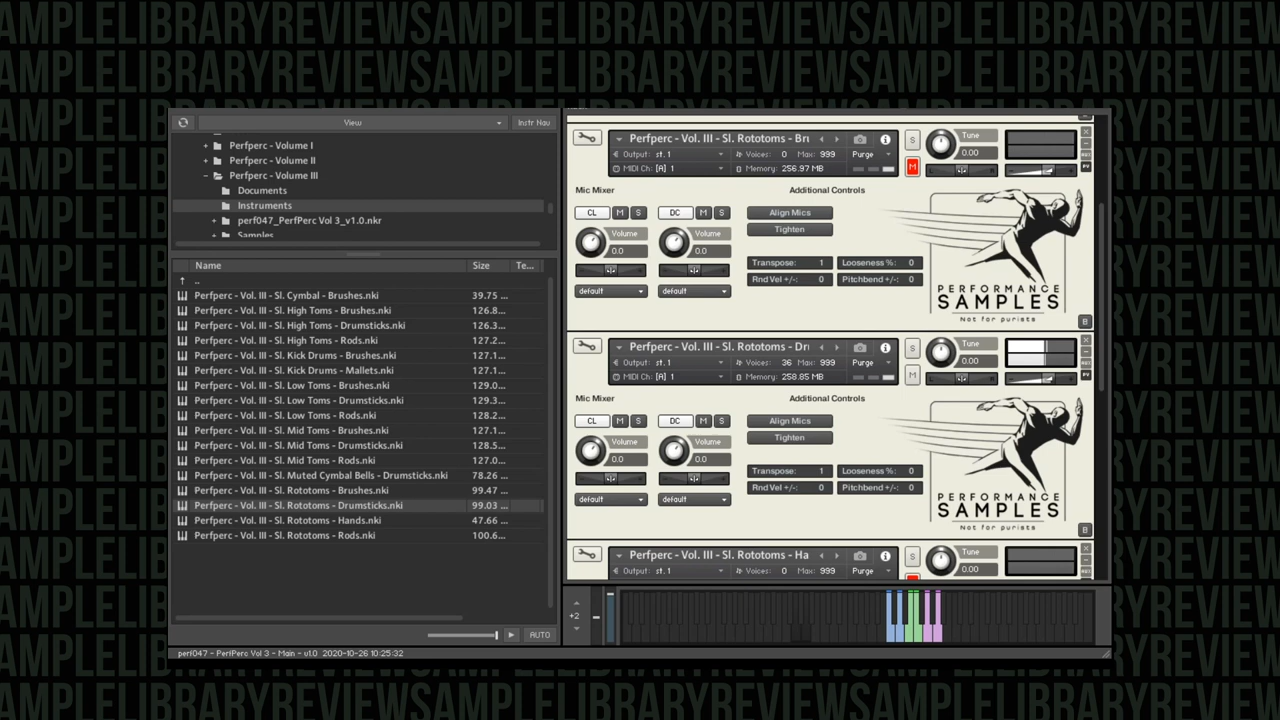 SAMPLELIBRARYREVIEWSAMPLELIBRARYREVIEWSAMPLELIBRARYREVIEW
View
Instr Nav
Perfperc - Volume I
Perfperc - Volume II
Perfperc - Volume III
Documents
Instruments
perf047_PerfPerc Vol 3_v1.0.nkr
Samples
Name Size Te...
..
Perfperc - Vol. III - Sl. Cymbal - Brushes.nki 39.75 ...
Perfperc - Vol. III - Sl. High Toms - Brushes.nki 126.8...
Perfperc - Vol. III - Sl. High Toms - Drumsticks.nki 126.3...
Perfperc - Vol. III - Sl. High Toms - Rods.nki 127.2...
Perfperc - Vol. III - Sl. Kick Drums - Brushes.nki 127.1...
Perfperc - Vol. III - Sl. Kick Drums - Mallets.nki 127.1...
Perfperc - Vol. III - Sl. Low Toms - Brushes.nki 129.0...
Perfperc - Vol. III - Sl. Low Toms - Drumsticks.nki 129.3...
Perfperc - Vol. III - Sl. Low Toms - Rods.nki 128.2...
Perfperc - Vol. III - Sl. Mid Toms - Brushes.nki 127.1...
Perfperc - Vol. III - Sl. Mid Toms - Drumsticks.nki 128.5...
Perfperc - Vol. III - Sl. Mid Toms - Rods.nki 127.0...
Perfperc - Vol. III - Sl. Muted Cymbal Bells - Drumsticks.nki 78.26 ...
Perfperc - Vol. III - Sl. Rototoms - Brushes.nki 99.47 ...
Perfperc - Vol. III - Sl. Rototoms - Drumsticks.nki 99.03 ...
Perfperc - Vol. III - Sl. Rototoms - Hands.nki 47.66 ...
Perfperc - Vol. III - Sl. Rototoms - Rods.nki 100.6...
AUTO
perf047 - PerfPerc Vol 3 - Main - v1.0 2020-10-26 10:25:32
Perfperc - Vol. III - Sl. Rototoms - Bru
S Tune
Output: st. 1 Voices: 0 Max: 999 Purge 0.00
MIDI Ch: [A] 1 Memory: 256.97 MB M
Mic Mixer Additional Controls
CL M S DC M S Align Mics
Volume Volume Tighten
0.0 0.0
Transpose: 1 Looseness %: 0
Rnd Vel +/-: 0 Pitchbend +/-: 0
default default
PERFORMANCE
SAMPLES
Not for purists
B
Perfperc - Vol. III - Sl. Rototoms - Dru
S Tune
Output: st. 1 Voices: 36 Max: 999 Purge 0.00
MIDI Ch: [A] 1 Memory: 258.85 MB M
Mic Mixer Additional Controls
CL M S DC M S Align Mics
Volume Volume Tighten
0.0 0.0
Transpose: 1 Looseness %: 0
Rnd Vel +/-: 0 Pitchbend +/-: 0
default default
PERFORMANCE
SAMPLES
Not for purists
B
Perfperc - Vol. III - Sl. Rototoms - Ha
S Tune
Output: st. 1 Voices: 0 Max: 999 Purge 0.00
+2